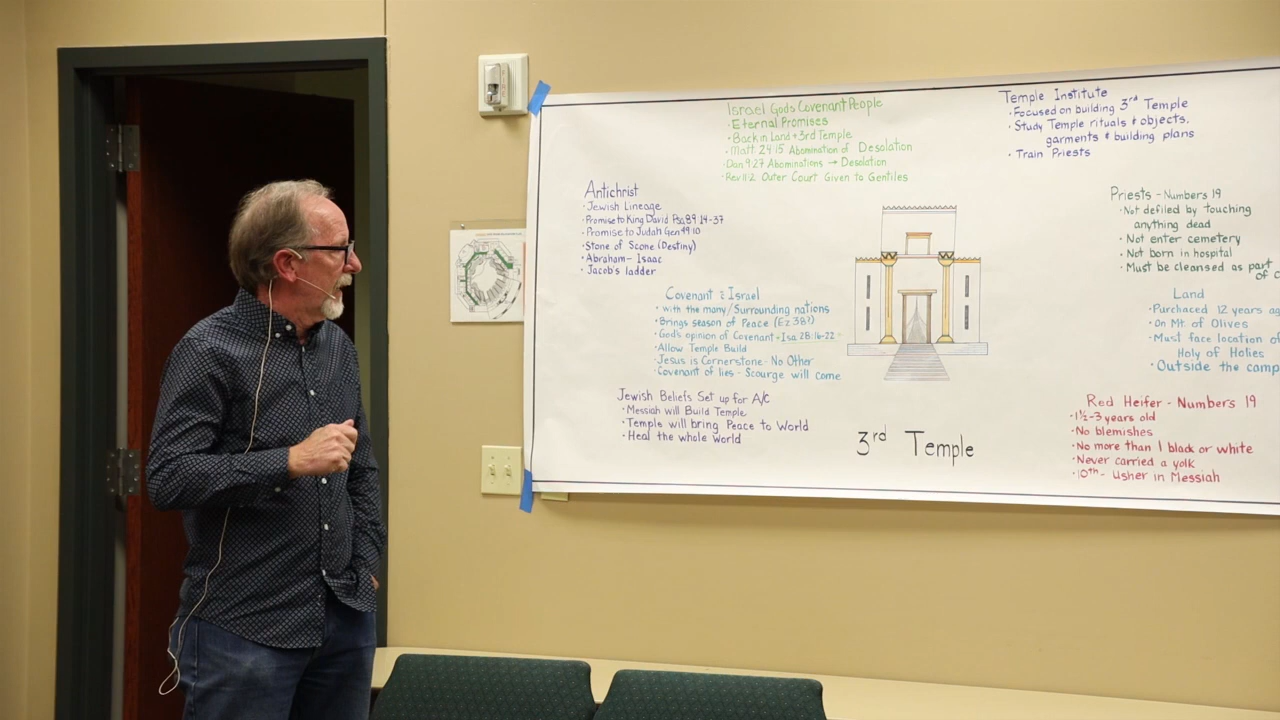 Israel Gods Covenant People
· Eternal Promises
· Back in Land + 3rd Temple
· Matt 24:15 Abomination of Desolation
· Dan 9:27 Abominations → Desolation
· Rev 11:2 Outer Court Given to Gentiles
Temple Institute
· Focused on building 3rd Temple
· Study Temple rituals & objects,
garments & building plans
· Train Priests
Antichrist
· Jewish Lineage
· Promise to King David Psa 89:14-37
· Promise to Judah Gen 49:10
· Stone of Scone (Destiny)
· Abraham - Isaac
· Jacob's ladder
Priests - Numbers 19
· Not defiled by touching
anything dead
· Not enter cemetery
· Not born in hospital
· Must be cleansed as part
of
Covenant Israel
· with the many/Surrounding nations
· Brings season of Peace (Ez 38?)
· God's opinion of Covenant - Isa 28:16-22
· Allow Temple Build
· Jesus is Cornerstone - No Other
· Covenant of lies - Scourge will come
Land
· Purchased 12 years
· On Mt. of Olives
· Must face location of
Holy of Holies
· Outside the camp
Jewish Beliefs Set up for A/C
· Messiah will Build Temple
· Temple will bring Peace to World
· Heal the whole world
3rd Temple
Red Heifer - Numbers 19
· 1½-3 years old
· No blemishes
· No more than 1 black or white
· Never carried a yolk
· 10th - usher in Messiah